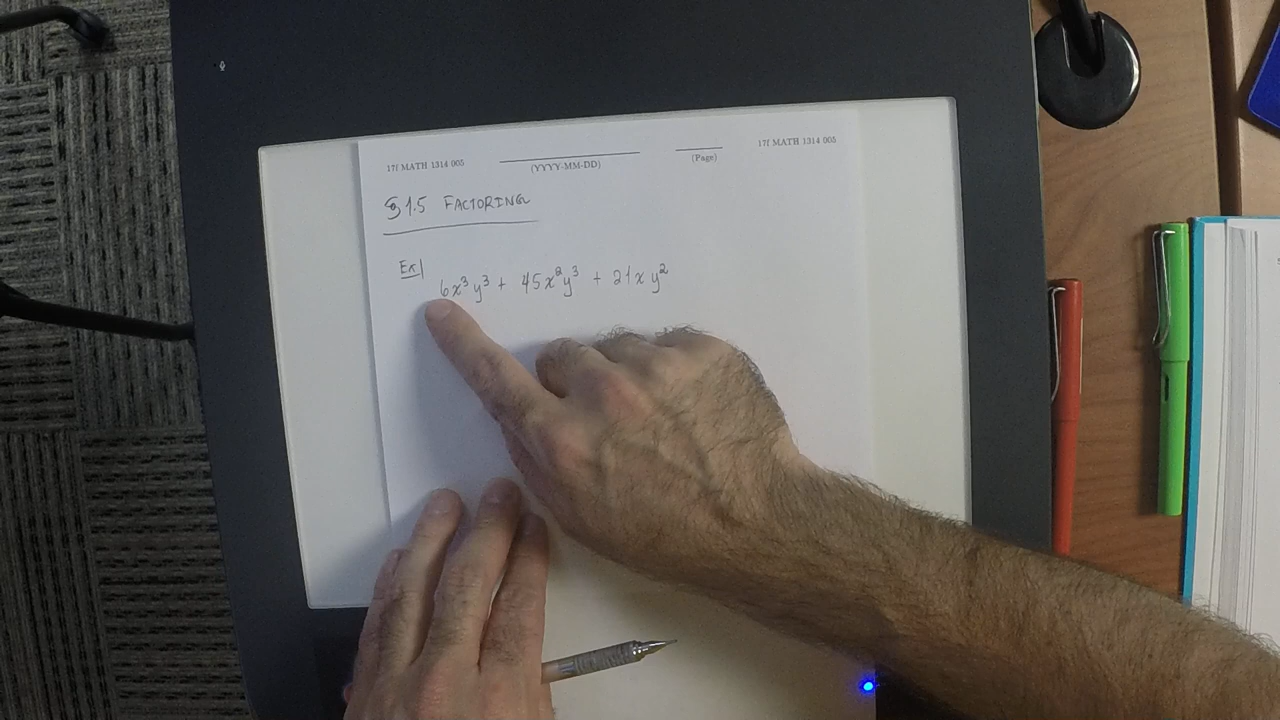 17f MATH 1314 005 (YYYY-MM-DD) (Page) 17f MATH 1314 005
§ 1.5 FACTORING
Ex|
6x³y³ + 45x²y³ + 21xy²